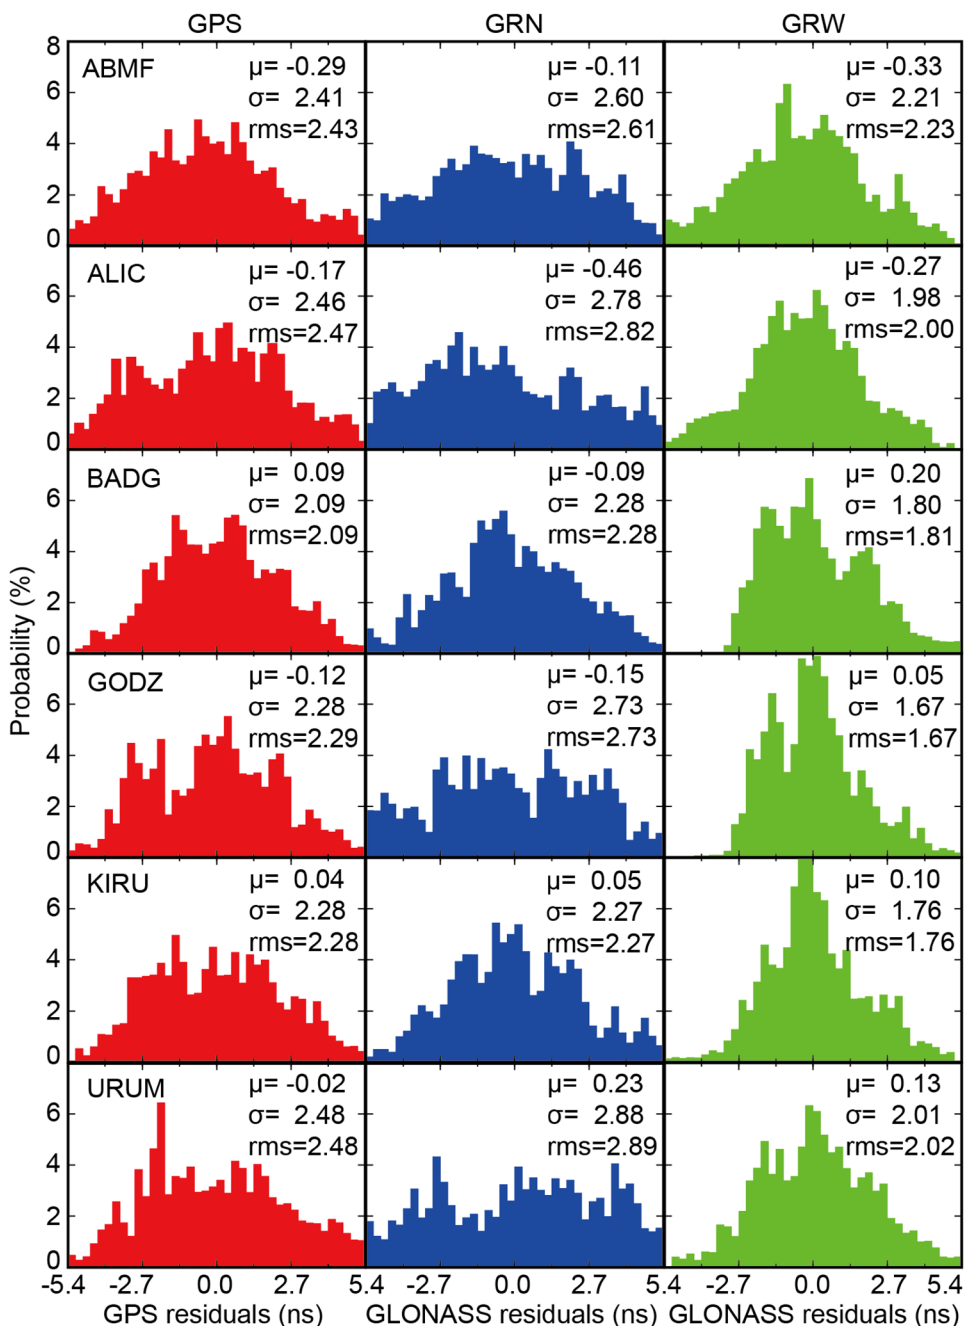 GPS GRN GRW
8
6
4
2
0
ABMF
μ= -0.29
σ= 2.41
rms=2.43
μ= -0.11
σ= 2.60
rms=2.61
μ= -0.33
σ= 2.21
rms=2.23
6
4
2
0
ALIC
μ= -0.17
σ= 2.46
rms=2.47
μ= -0.46
σ= 2.78
rms=2.82
μ= -0.27
σ= 1.98
rms=2.00
6
4
2
0
BADG
μ= 0.09
σ= 2.09
rms=2.09
μ= -0.09
σ= 2.28
rms=2.28
μ= 0.20
σ= 1.80
rms=1.81
Probability (%)
6
4
2
0
GODZ
μ= -0.12
σ= 2.28
rms=2.29
μ= -0.15
σ= 2.73
rms=2.73
μ= 0.05
σ= 1.67
rms=1.67
6
4
2
0
KIRU
μ= 0.04
σ= 2.28
rms=2.28
μ= 0.05
σ= 2.27
rms=2.27
μ= 0.10
σ= 1.76
rms=1.76
6
4
2
0
URUM
μ= -0.02
σ= 2.48
rms=2.48
μ= 0.23
σ= 2.88
rms=2.89
μ= 0.13
σ= 2.01
rms=2.02
-5.4 -2.7 0.0 2.7 5.4 -2.7 0.0 2.7 5.4 -2.7 0.0 2.7 5.4
GPS residuals (ns) GLONASS residuals (ns) GLONASS residuals (ns)